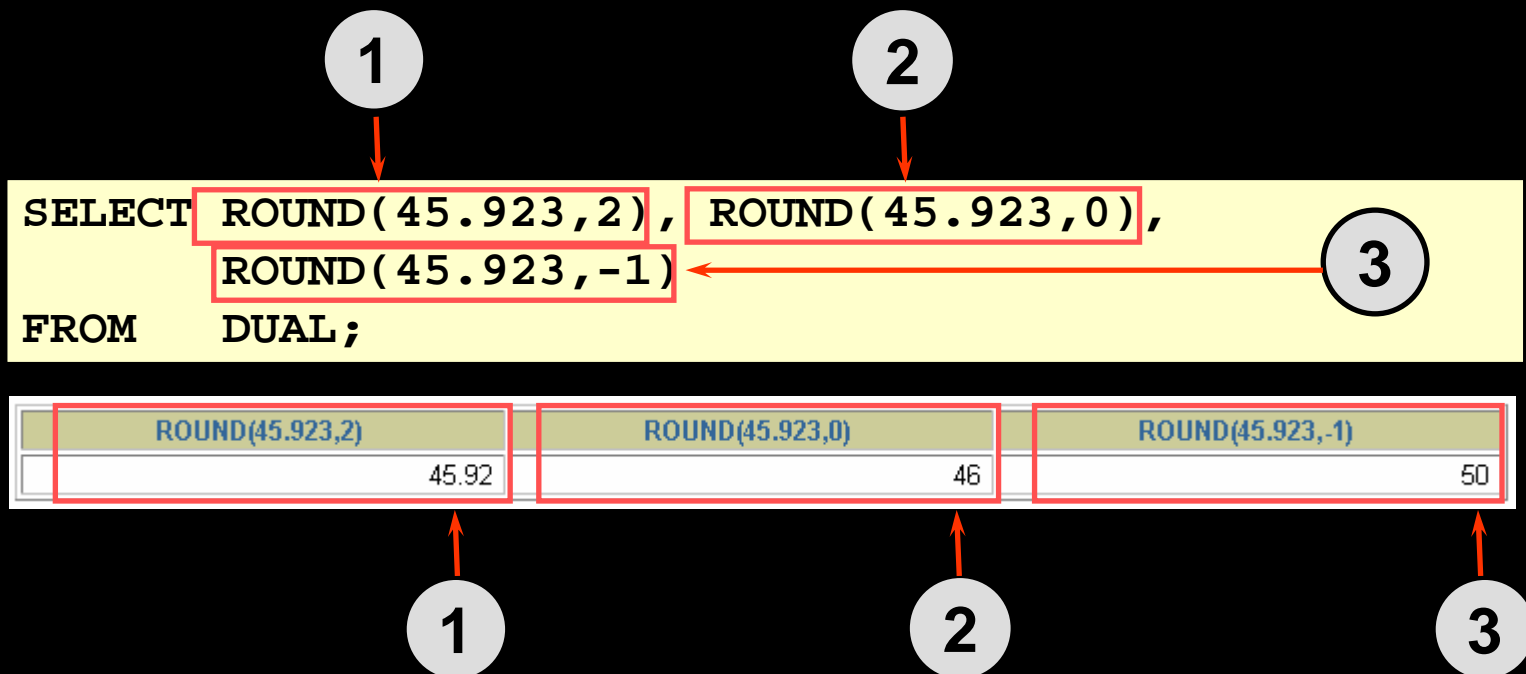 1 2
SELECT ROUND(45.923,2), ROUND(45.923,0),
ROUND(45.923,-1) 3
FROM DUAL;
ROUND(45.923,2) ROUND(45.923,0) ROUND(45.923,-1)
45.92 46 50
1 2 3